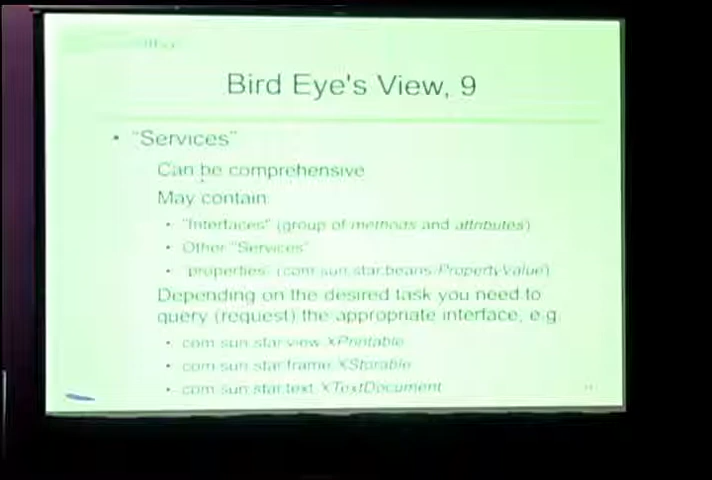 Bird Eye's View, 9
• "Services"
Can be comprehensive
May contain
• "Interfaces" (group of methods and attributes)
• Other "Services"
• "properties" (com.sun.star.beans.PropertyValue)
Depending on the desired task you need to
query (request) the appropriate interface, e.g.
• com.sun.star.view.XPrintable
• com.sun.star.frame.XStorable
• com.sun.star.text.XTextDocument